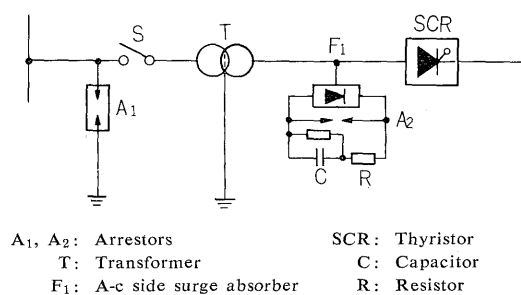 SCR
S
T
F1
A1
A2
C
R
A1, A2: Arrestors
T: Transformer
F1: A-c side surge absorber
SCR: Thyristor
C: Capacitor
R: Resistor